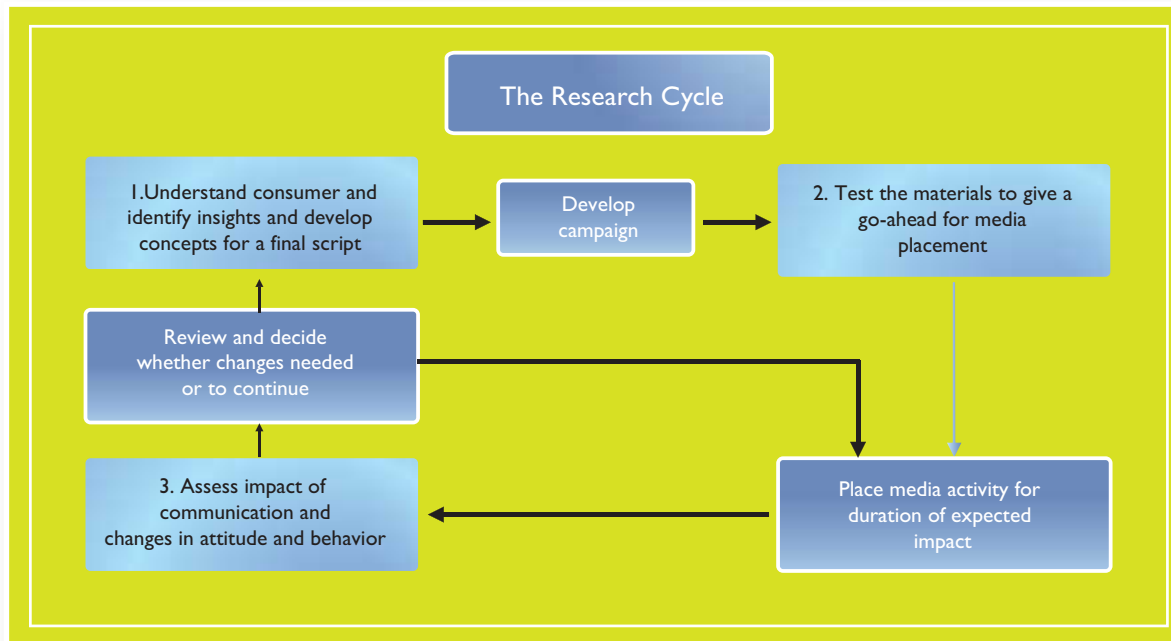 The Research Cycle
1.Understand consumer and
identify insights and develop
concepts for a final script
Develop
campaign
2. Test the materials to give a
go-ahead for media
placement
Review and decide
whether changes needed
or to continue
3. Assess impact of
communication and
changes in attitude and behavior
Place media activity for
duration of expected
impact